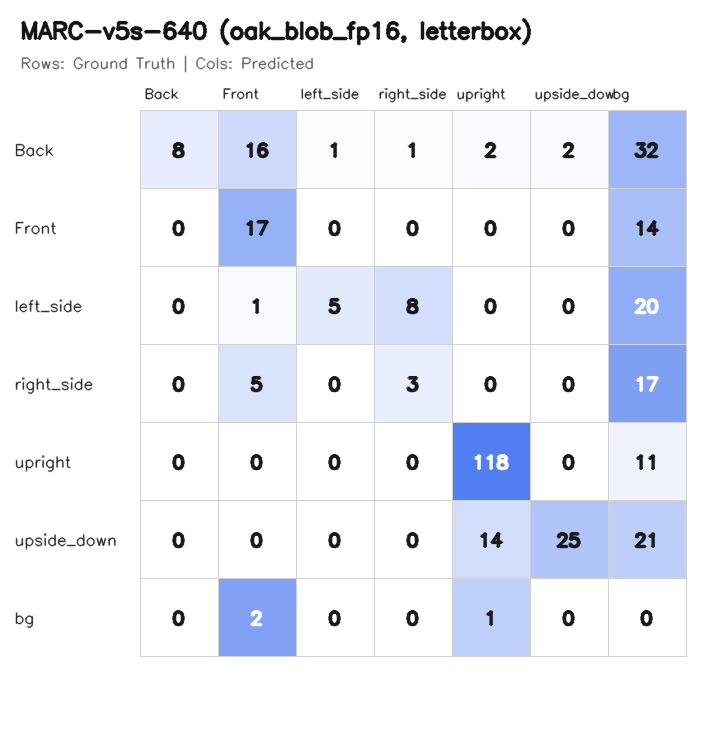 MARC-v5s-640 (oak_blob_fp16, letterbox)
Rows: Ground Truth | Cols: Predicted
Back Front left_side right_side upright upside_dowbg
Back 8 16 1 1 2 2 32
Front 0 17 0 0 0 0 14
left_side 0 1 5 8 0 0 20
right_side 0 5 0 3 0 0 17
upright 0 0 0 0 118 0 11
upside_down 0 0 0 0 14 25 21
bg 0 2 0 0 1 0 0